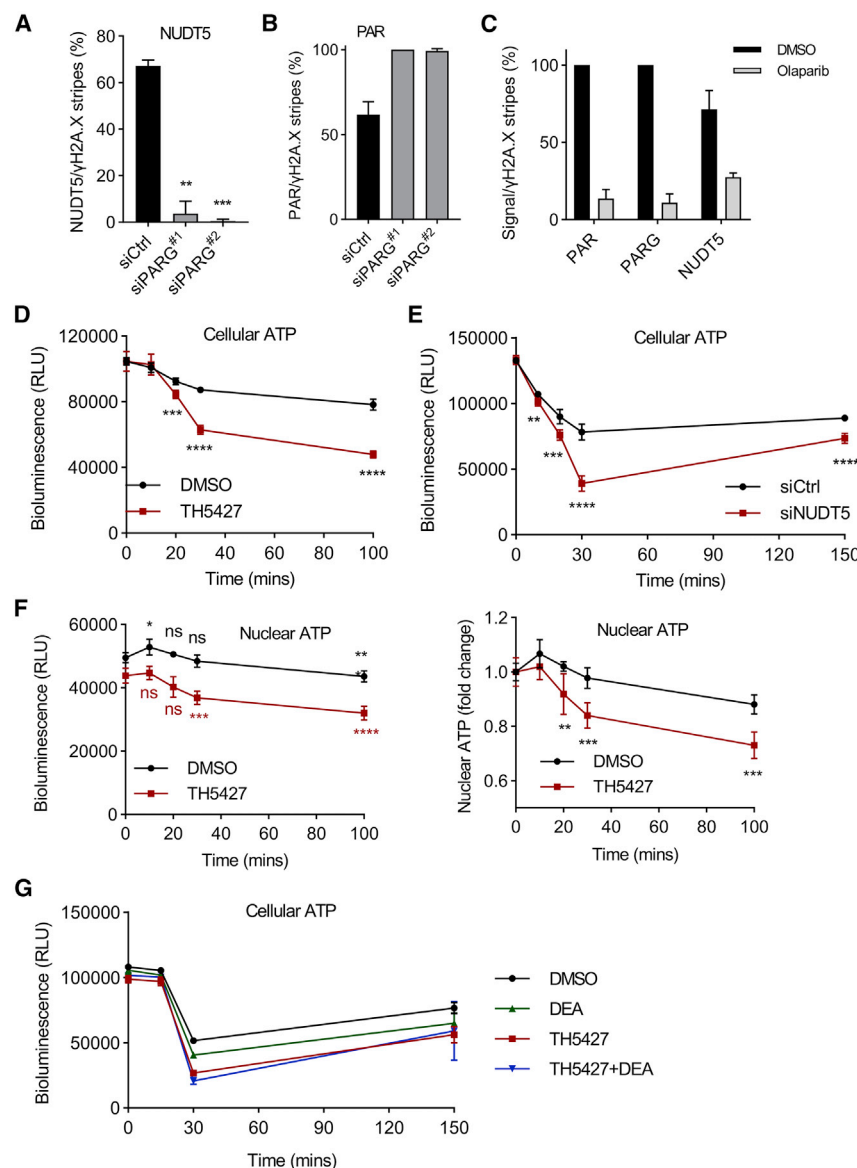 A
NUDT5
NUDT5/γH2A.X stripes (%)
80
60
40
20
0
**
***
siCtrl
siPARG#1
siPARG#2
B
PAR
PAR/γH2A.X stripes (%)
100
50
0
siCtrl
siPARG#1
siPARG#2
C
Signal/γH2A.X stripes (%)
100
80
60
40
20
0
DMSO
Olaparib
PAR
PARG
NUDT5
D
Cellular ATP
Bioluminescence (RLU)
120000
80000
40000
0
***
****
****
DMSO
TH5427
0 20 40 60 80 100
Time (mins)
E
Cellular ATP
Bioluminescence (RLU)
150000
100000
50000
0
**
***
****
****
siCtrl
siNUDT5
0 30 60 90 120 150
Time (mins)
F
Nuclear ATP
Bioluminescence (RLU)
60000
40000
20000
0
* ns ns **
*
ns ns *** ****
DMSO
TH5427
0 20 40 60 80 100
Time (mins)
Nuclear ATP
Nuclear ATP (fold change)
1.2
1.0
0.8
0.6
**
***
***
DMSO
TH5427
0 20 40 60 80 100
Time (mins)
G
Cellular ATP
Bioluminescence (RLU)
150000
100000
50000
0
DMSO
DEA
TH5427
TH5427+DEA
0 30 60 90 120 150
Time (mins)